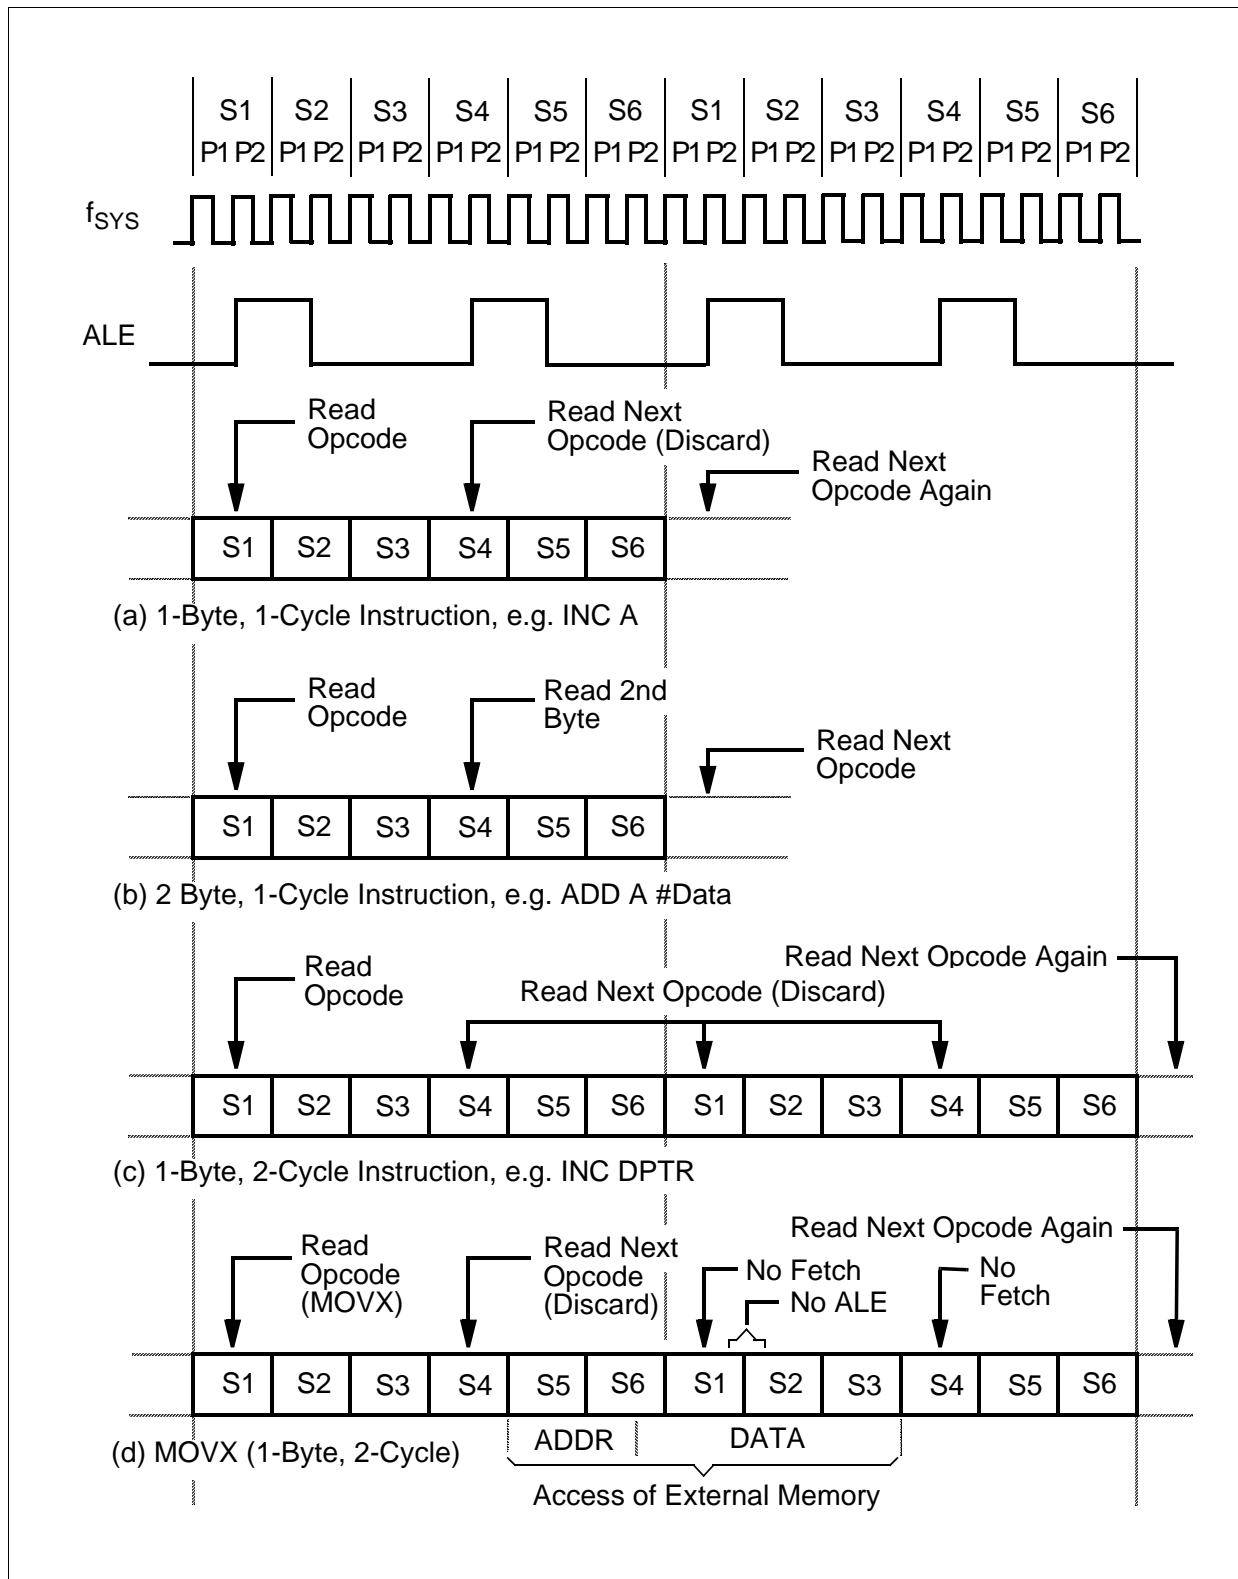 S1 S2 S3 S4 S5 S6 S1 S2 S3 S4 S5 S6
P1 P2 P1 P2 P1 P2 P1 P2 P1 P2 P1 P2 P1 P2 P1 P2 P1 P2 P1 P2 P1 P2 P1 P2
fSYS
ALE
Read
Opcode
Read Next
Opcode (Discard)
Read Next
Opcode Again
S1 S2 S3 S4 S5 S6
(a) 1-Byte, 1-Cycle Instruction, e.g. INC A
Read
Opcode
Read 2nd
Byte
Read Next
Opcode
S1 S2 S3 S4 S5 S6
(b) 2 Byte, 1-Cycle Instruction, e.g. ADD A #Data
Read
Opcode
Read Next Opcode (Discard)
Read Next Opcode Again
S1 S2 S3 S4 S5 S6 S1 S2 S3 S4 S5 S6
(c) 1-Byte, 2-Cycle Instruction, e.g. INC DPTR
Read
Opcode
(MOVX)
Read Next
Opcode
(Discard)
No Fetch
No ALE
Read Next Opcode Again
No
Fetch
S1 S2 S3 S4 S5 S6 S1 S2 S3 S4 S5 S6
ADDR DATA
(d) MOVX (1-Byte, 2-Cycle)
Access of External Memory